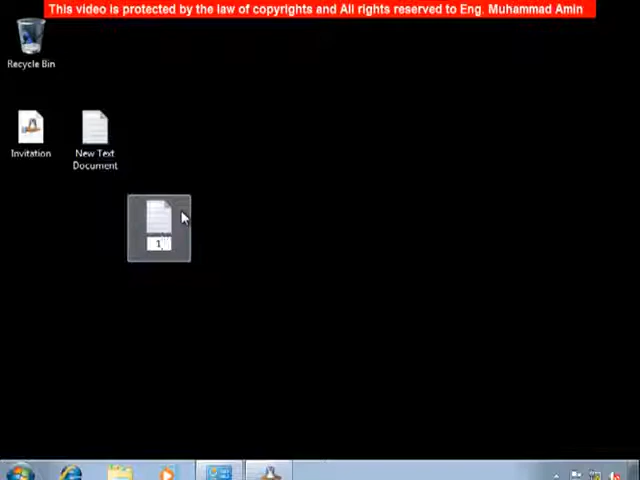 This video is protected by the law of copyrights and All rights reserved to Eng. Muhammad Amin
Recycle Bin
Invitation
New Text
Document
1